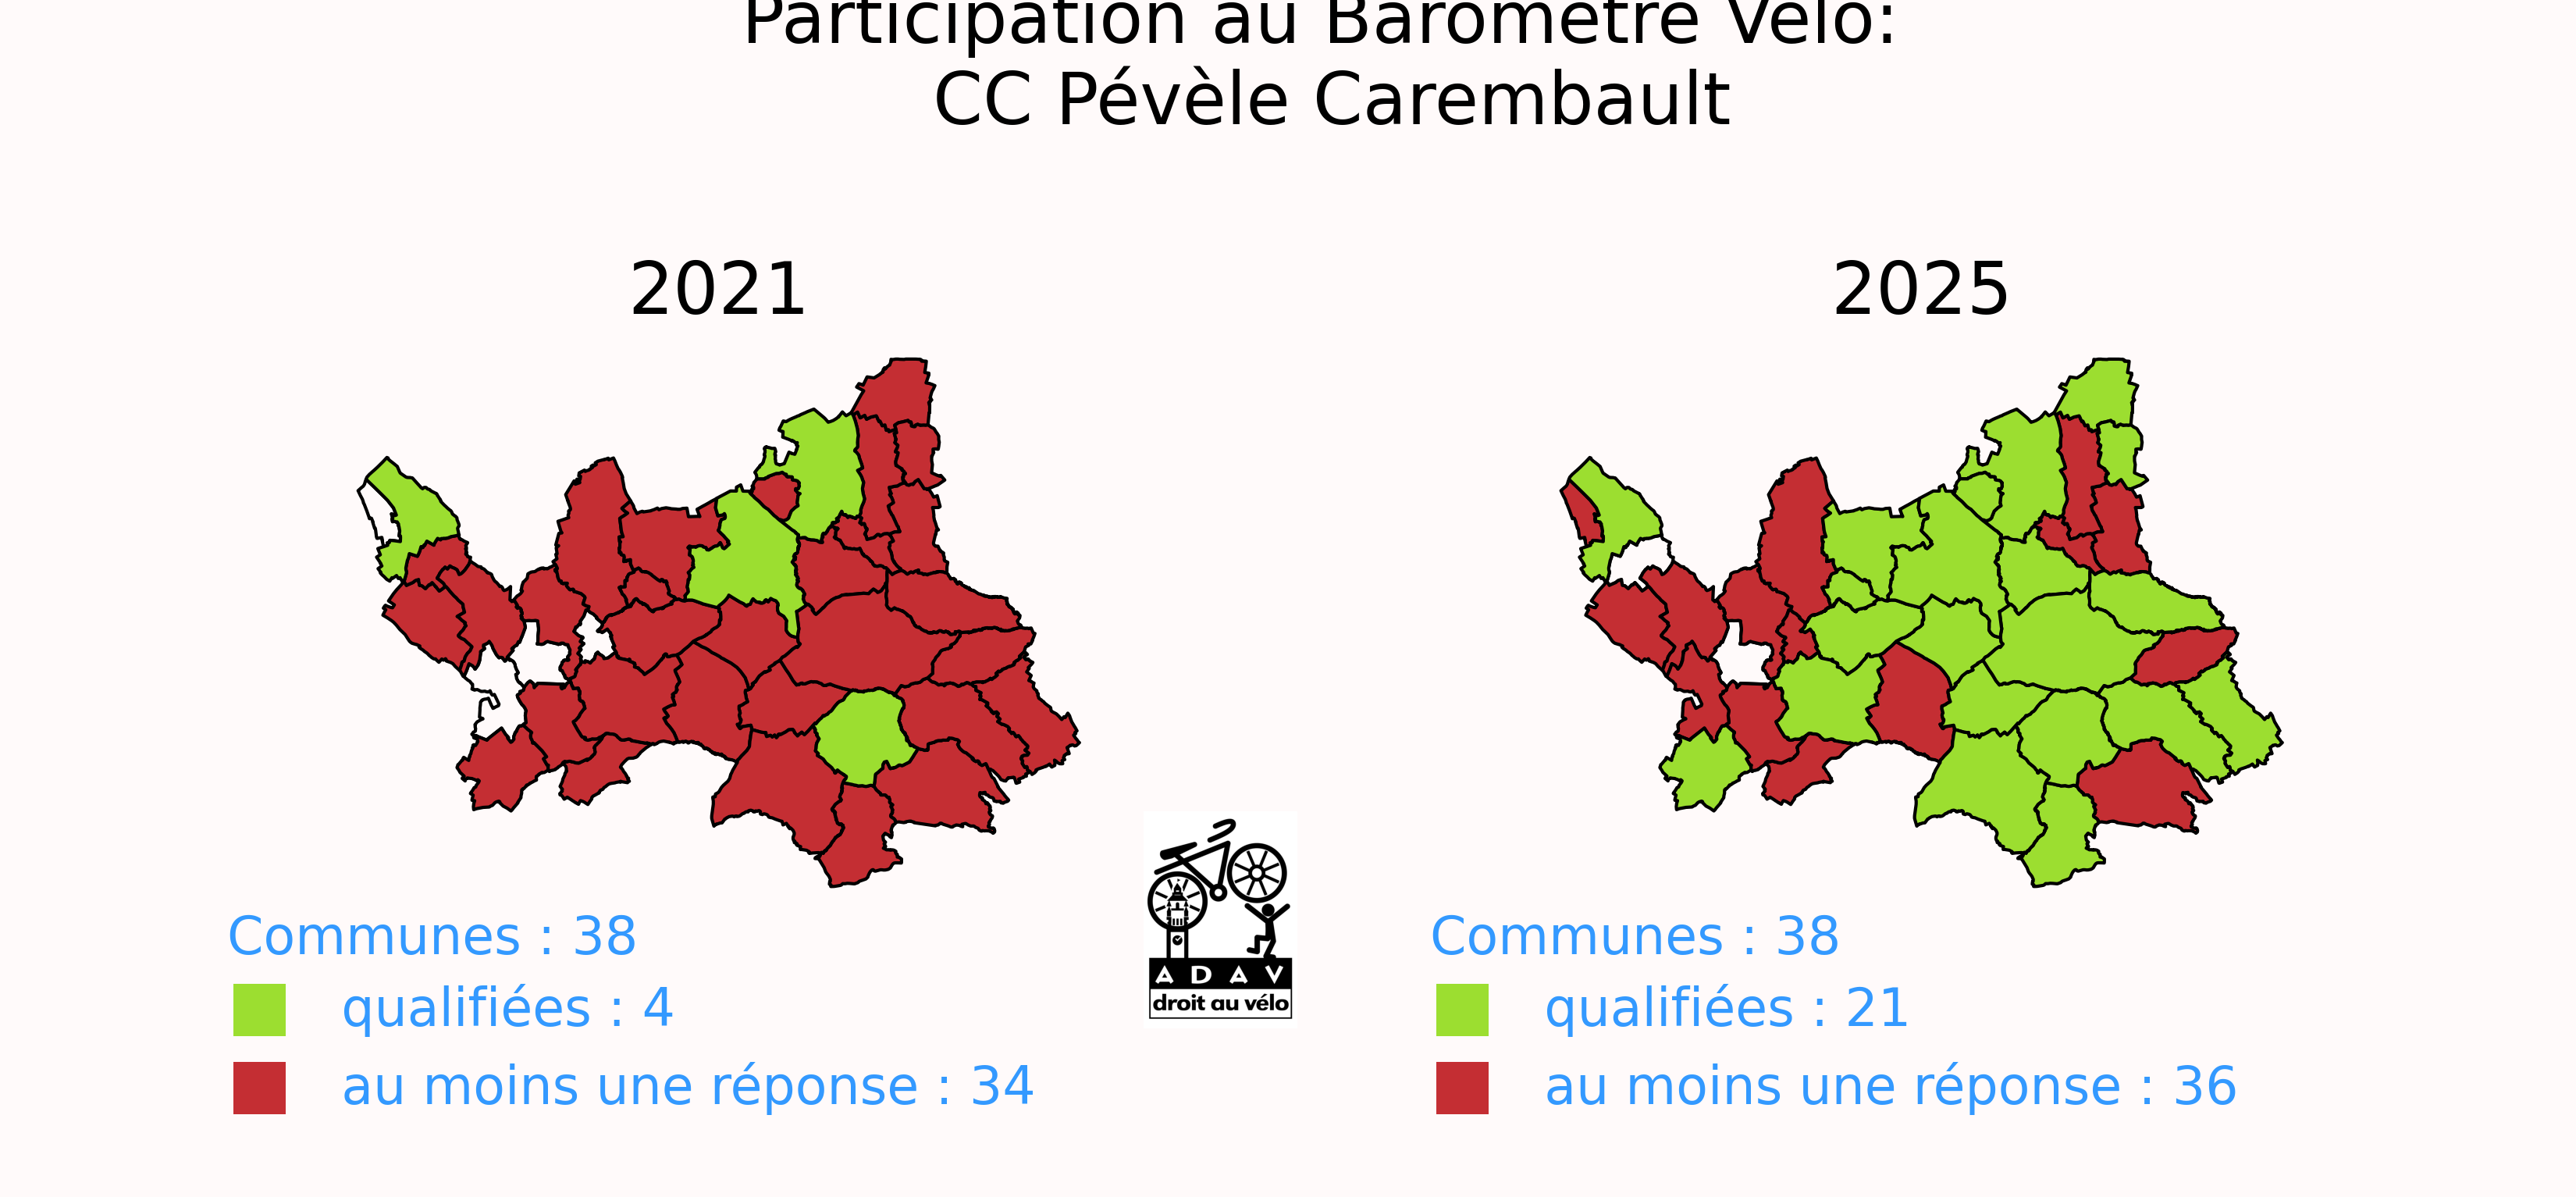 Participation au Baromètre Vélo:
CC Pévèle Carembault
2021
2025
Communes : 38
qualifiées : 4
au moins une réponse : 34
ADAV
droit au vélo
Communes : 38
qualifiées : 21
au moins une réponse : 36